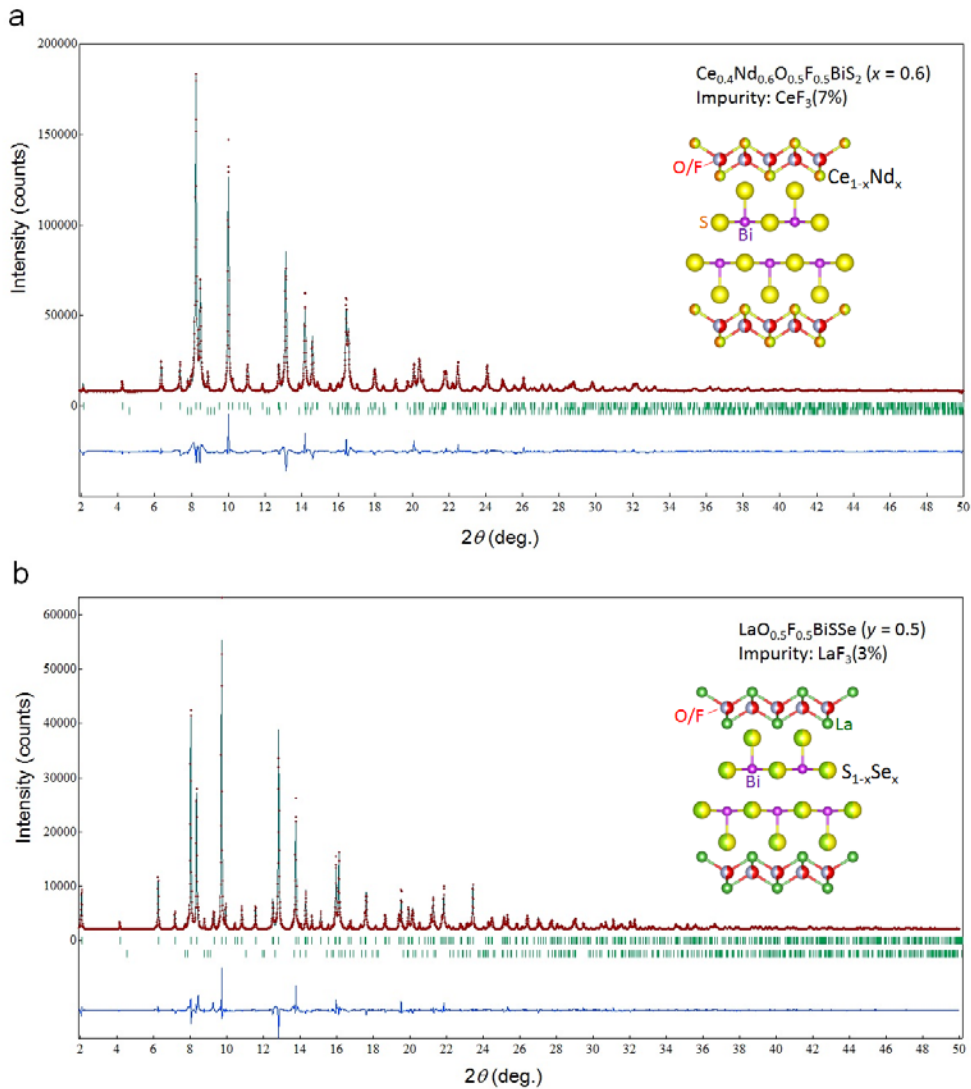 a
200000
Ce0.4Nd0.6O0.5F0.5BiS2 (x = 0.6)
Impurity: CeF3(7%)
150000
O/F
Ce1-xNdx
Intensity (counts)
100000
S
Bi
50000
0
2 4 6 8 10 12 14 16 18 20 22 24 26 28 30 32 34 36 38 40 42 44 46 48 50
2θ (deg.)
b
60000
LaO0.5F0.5BiSSe (y = 0.5)
Impurity: LaF3(3%)
50000
O/F
La
40000
Intensity (counts)
Bi
S1-xSex
30000
20000
10000
0
2 4 6 8 10 12 14 16 18 20 22 24 26 28 30 32 34 36 38 40 42 44 46 48 50
2θ (deg.)